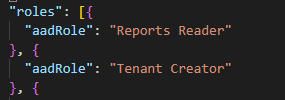 "roles": [{
"aadRole": "Reports Reader"
}, {
"aadRole": "Tenant Creator"
}, {